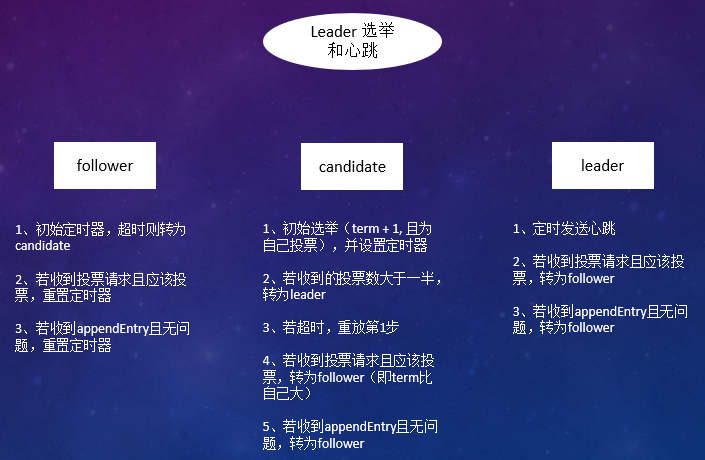 Leader 选举
和心跳
follower
candidate
leader
1、初始定时器，超时则转为
candidate
2、若收到投票请求且应该投
票，重置定时器
3、若收到appendEntry且无问
题，重置定时器
1、初始选举（term + 1, 且为
自己投票），并设置定时器
2、若收到的投票数大于一半，
转为leader
3、若超时，重放第1步
4、若收到投票请求且应该投
票，转为follower（即term比
自己大）
5、若收到appendEntry且无问
题，转为follower
1、定时发送心跳
2、若收到投票请求且应该投
票，转为follower
3、若收到appendEntry且无问
题，转为follower